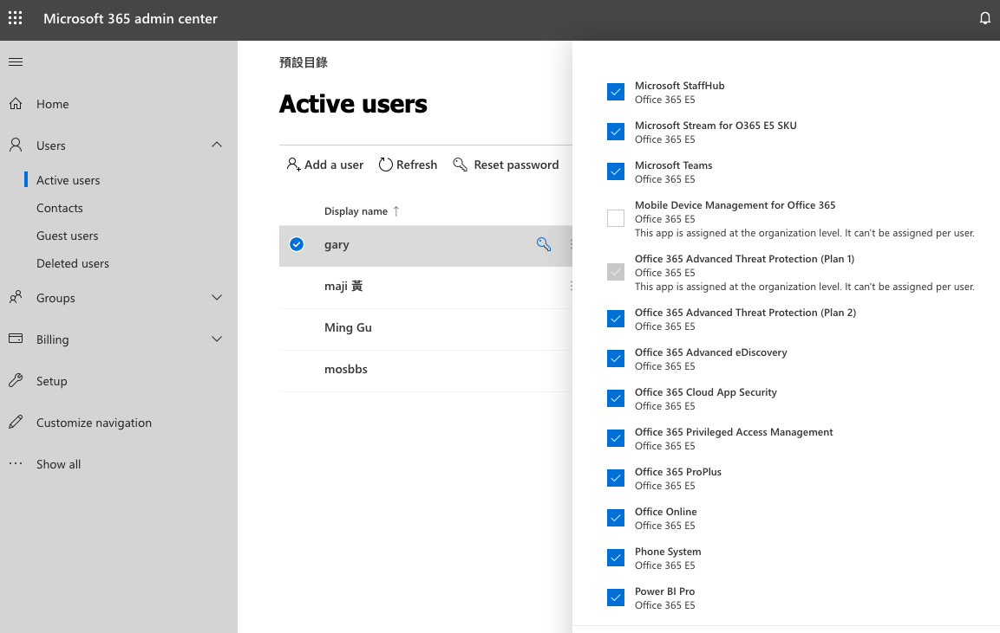 Microsoft 365 admin center
Home
Users
Active users
Contacts
Guest users
Deleted users
Groups
Billing
Setup
Customize navigation
Show all
預設目錄
Active users
Add a user Refresh Reset password
Display name ↑
gary
maji 黃
Ming Gu
mosbbs
Microsoft StaffHub
Office 365 E5
Microsoft Stream for O365 E5 SKU
Office 365 E5
Microsoft Teams
Office 365 E5
Mobile Device Management for Office 365
Office 365 E5
This app is assigned at the organization level. It can't be assigned per user.
Office 365 Advanced Threat Protection (Plan 1)
Office 365 E5
This app is assigned at the organization level. It can't be assigned per user.
Office 365 Advanced Threat Protection (Plan 2)
Office 365 E5
Office 365 Advanced eDiscovery
Office 365 E5
Office 365 Cloud App Security
Office 365 E5
Office 365 Privileged Access Management
Office 365 E5
Office 365 ProPlus
Office 365 E5
Office Online
Office 365 E5
Phone System
Office 365 E5
Power BI Pro
Office 365 E5